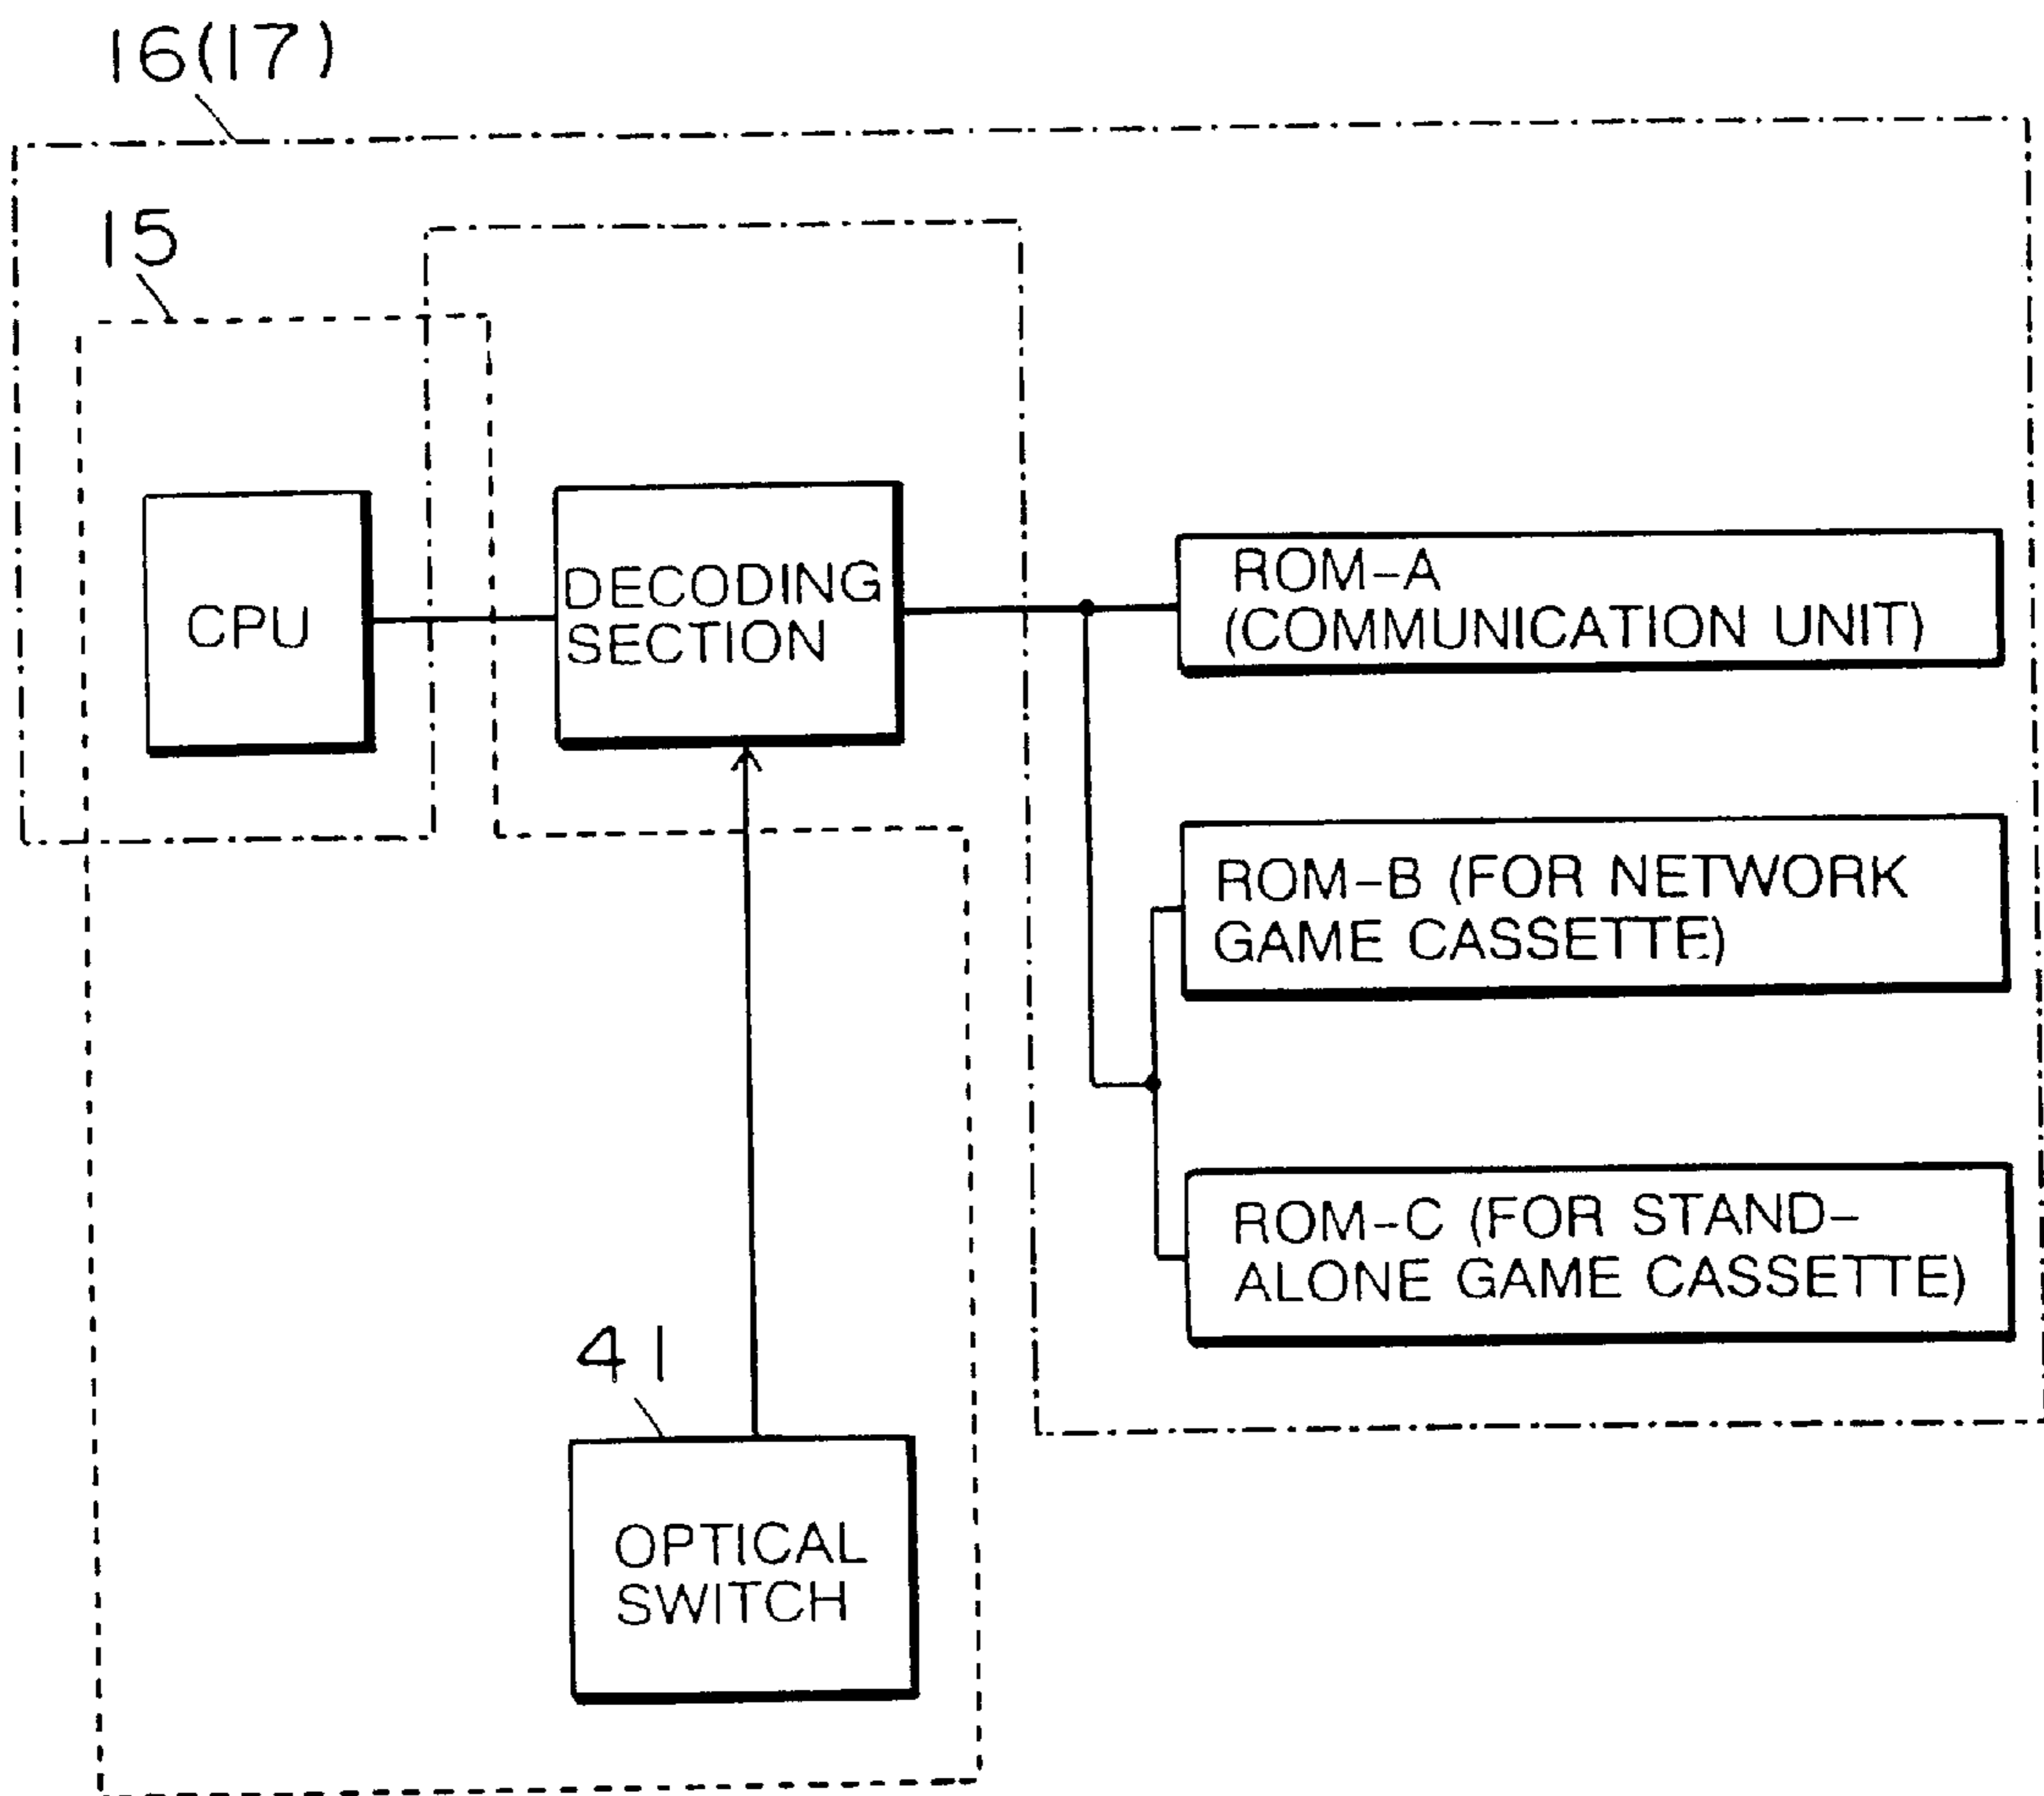 16(17)
15
CPU
DECODING
SECTION
ROM-A
(COMMUNICATION UNIT)
ROM-B (FOR NETWORK
GAME CASSETTE)
ROM-C (FOR STAND-
ALONE GAME CASSETTE)
41
OPTICAL
SWITCH